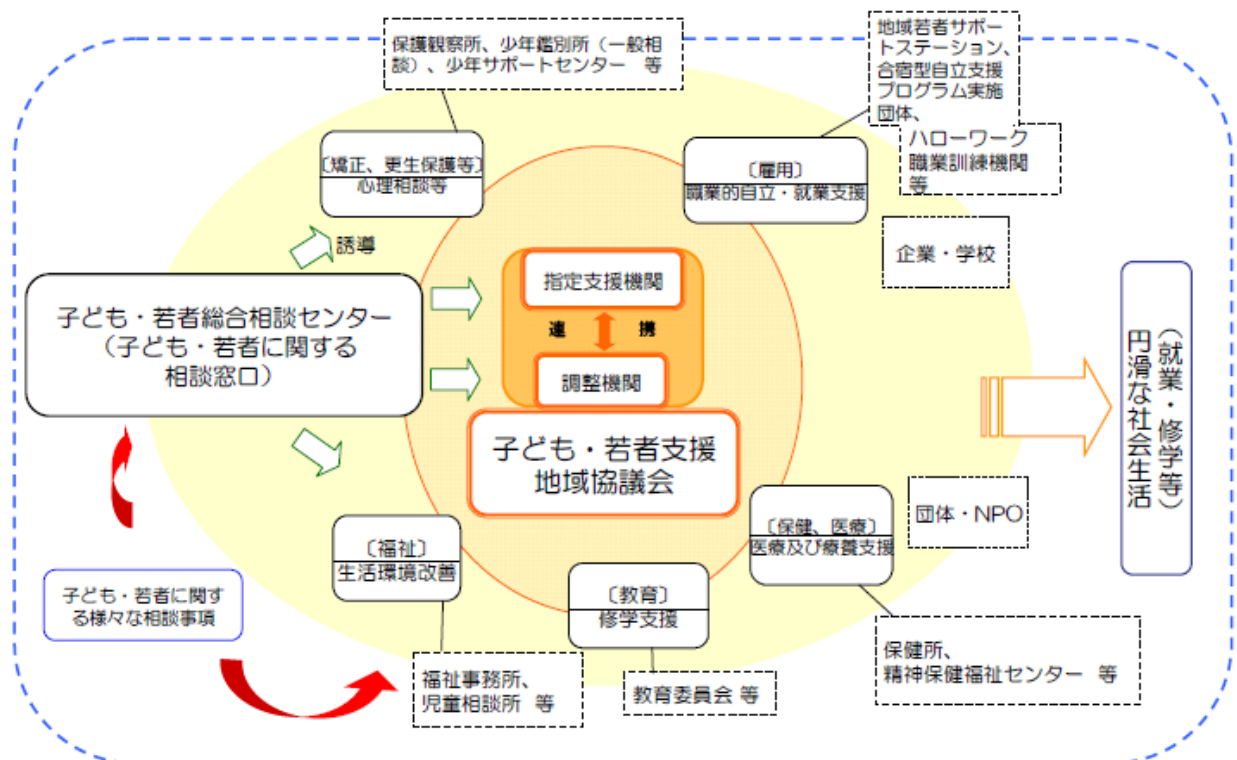 保護観察所、少年鑑別所（一般相
談）、少年サポートセンター 等
地域若者サポー
トステーション、
合宿型自立支援
プログラム実施
団体、
ハローワーク
職業訓練機関
等
〔矯正、更生保護等〕
心理相談等
〔雇用〕
職業的自立・就業支援
誘導
企業・学校
指定支援機関
連 携
調整機関
子ども・若者総合相談センター
（子ども・若者に関する
相談窓口）
子ども・若者支援
地域協議会
円滑な社会生活
（就業・修学等）
団体・NPO
〔保健、医療〕
医療及び療養支援
〔福祉〕
生活環境改善
〔教育〕
修学支援
子ども・若者に関す
る様々な相談事項
福祉事務所、
児童相談所 等
教育委員会 等
保健所、
精神保健福祉センター 等